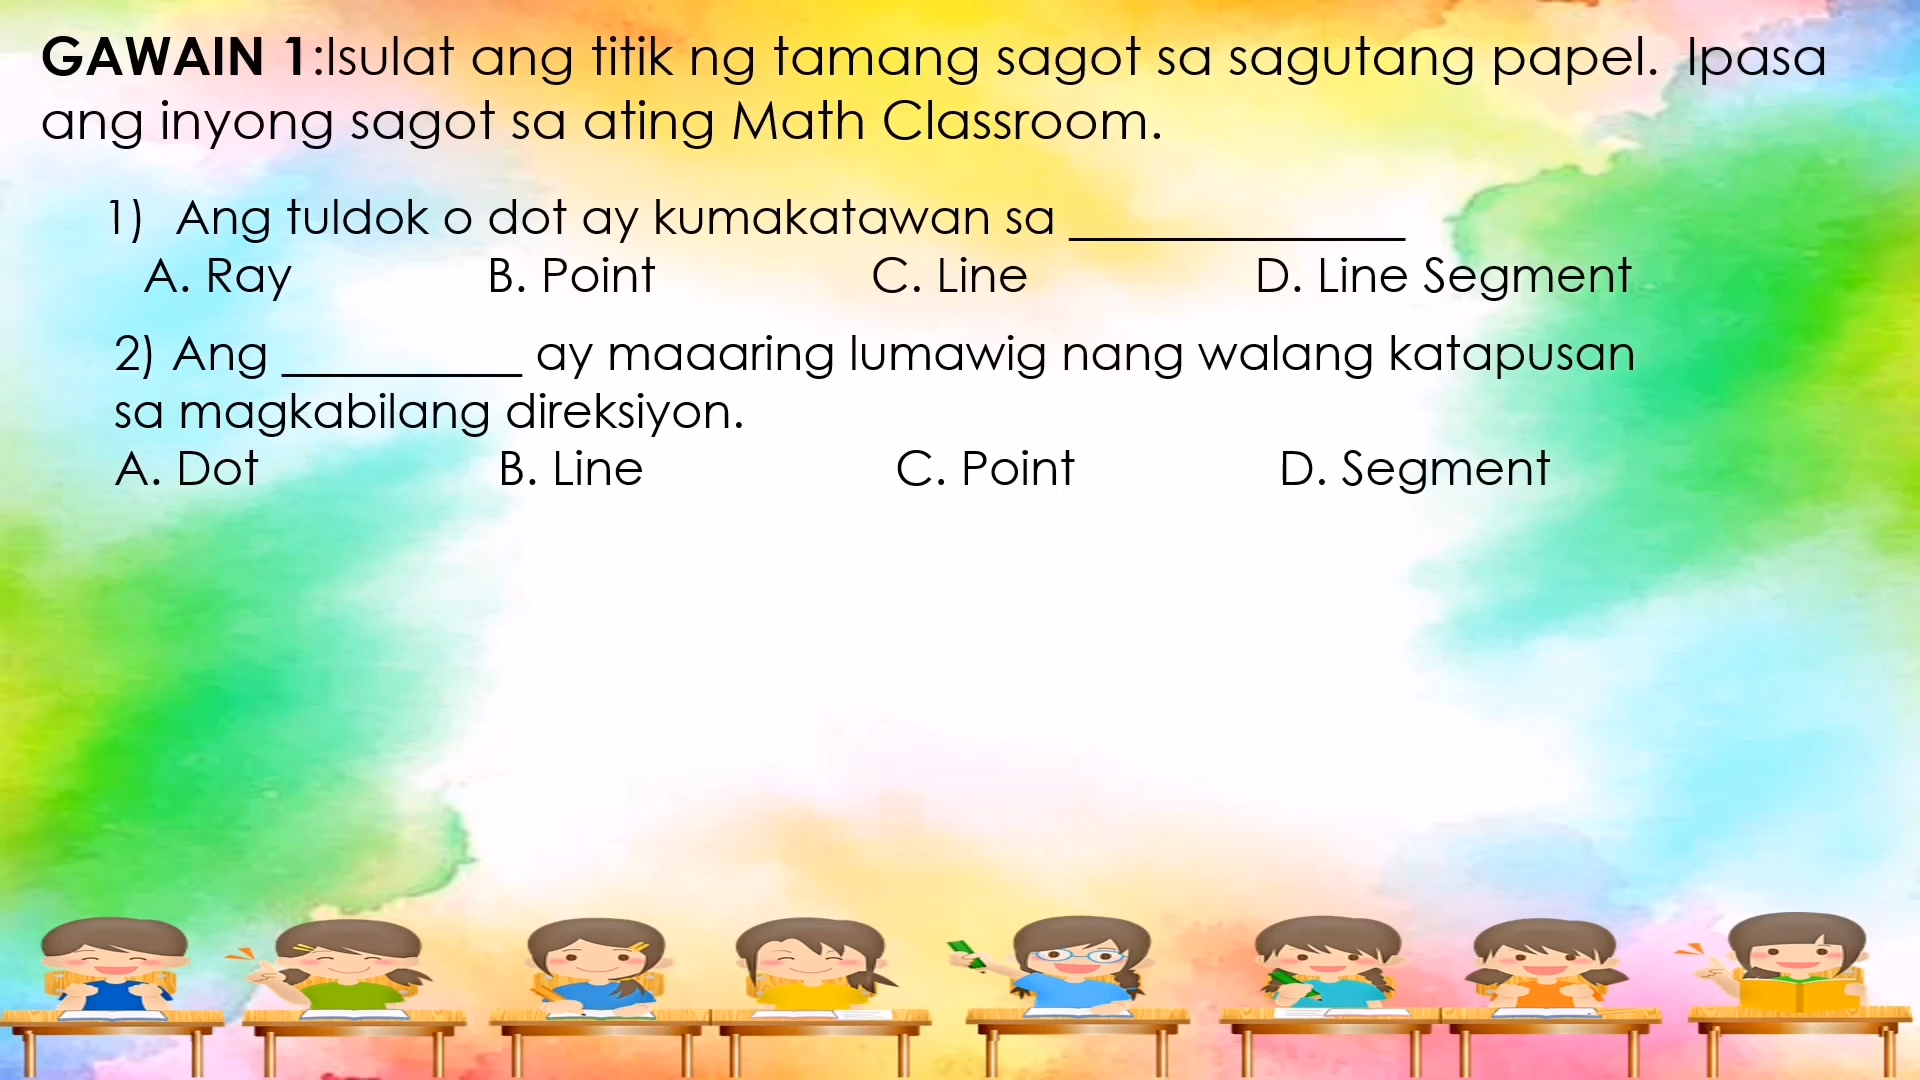 GAWAIN 1:Isulat ang titik ng tamang sagot sa sagutang papel. Ipasa
ang inyong sagot sa ating Math Classroom.
1) Ang tuldok o dot ay kumakatawan sa ______________
A. Ray B. Point C. Line D. Line Segment
2) Ang __________ ay maaaring lumawig nang walang katapusan
sa magkabilang direksiyon.
A. Dot B. Line C. Point D. Segment